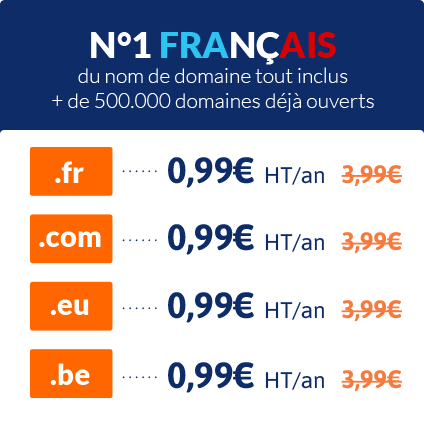 N°1 FRANÇAIS
du nom de domaine tout inclus
+ de 500.000 domaines déjà ouverts
.fr ...... 0,99€ HT/an 3,99€
.com ...... 0,99€ HT/an 3,99€
.eu ...... 0,99€ HT/an 3,99€
.be ...... 0,99€ HT/an 3,99€